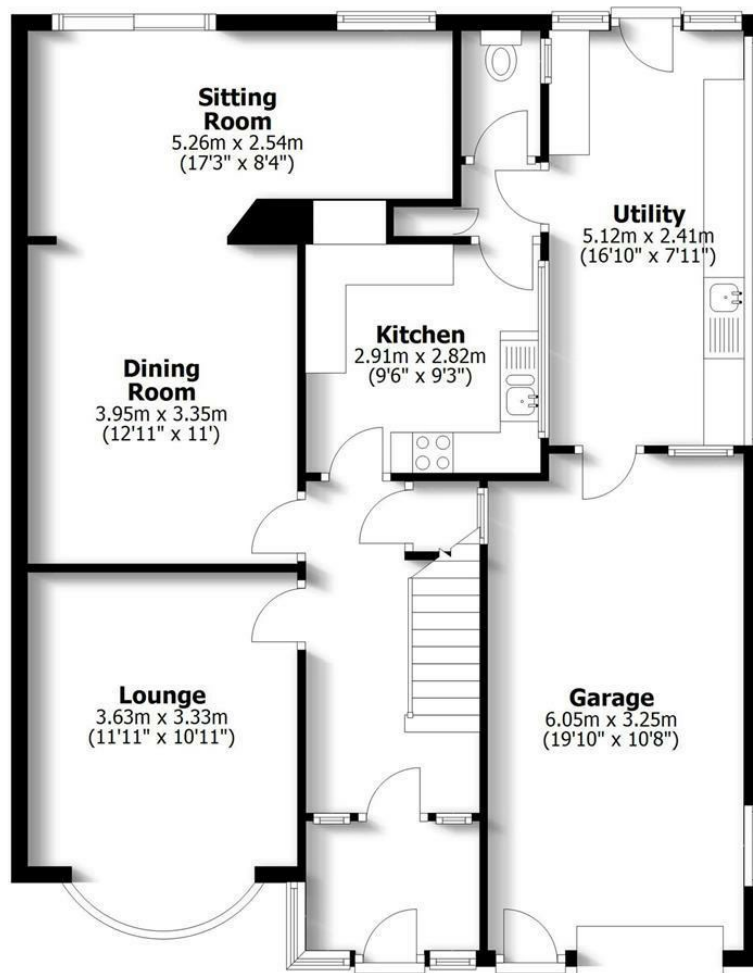 Sitting
Room
5.26m x 2.54m
(17'3" x 8'4")
Utility
5.12m x 2.41m
(16'10" x 7'11")
Kitchen
2.91m x 2.82m
(9'6" x 9'3")
Dining
Room
3.95m x 3.35m
(12'11" x 11')
Lounge
3.63m x 3.33m
(11'11" x 10'11")
Garage
6.05m x 3.25m
(19'10" x 10'8")